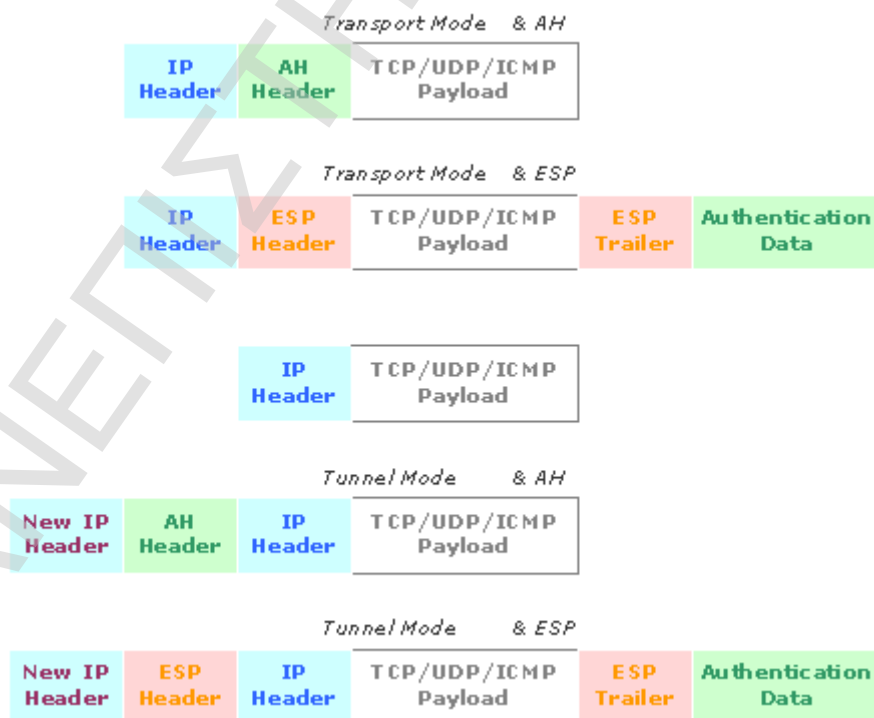 Transport Mode & AH
IP Header AH Header TCP/UDP/ICMP Payload
Transport Mode & ESP
IP Header ESP Header TCP/UDP/ICMP Payload ESP Trailer Authentication Data
IP Header TCP/UDP/ICMP Payload
Tunnel Mode & AH
New IP Header AH Header IP Header TCP/UDP/ICMP Payload
Tunnel Mode & ESP
New IP Header ESP Header IP Header TCP/UDP/ICMP Payload ESP Trailer Authentication Data
ΑΝΕΠΙΣΤΗ